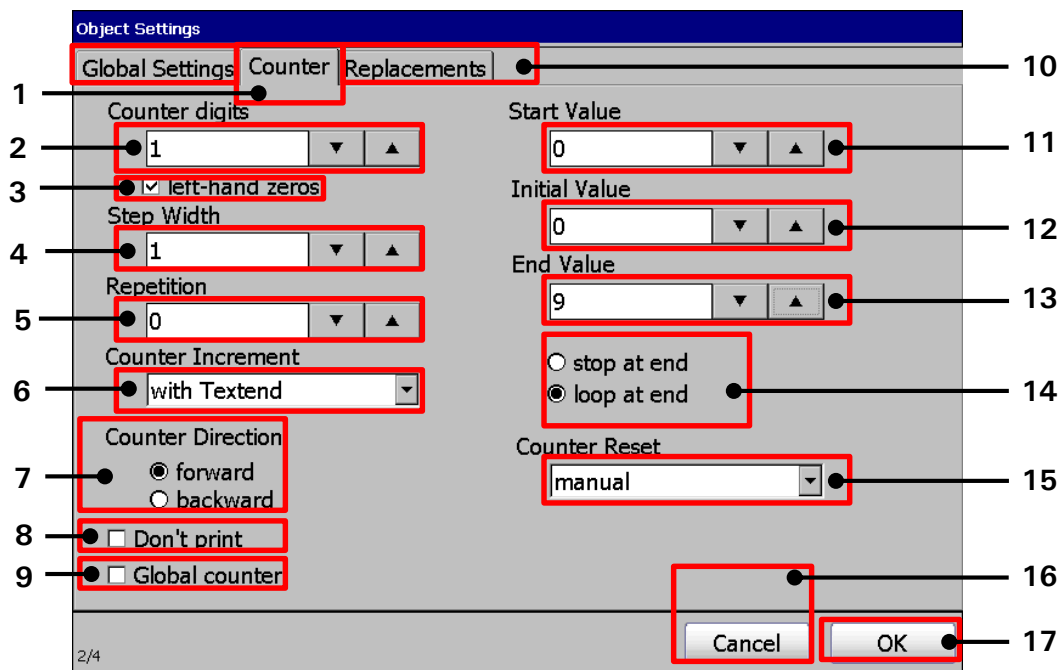 Object Settings
Global Settings Counter Replacements 10
1
Counter digits Start Value
2 1 ▼ ▲ 0 ▼ ▲ 11
3 left-hand zeros Initial Value
Step Width 0 ▼ ▲ 12
4 1 ▼ ▲ End Value
Repetition 9 ▼ ▲ 13
5 0 ▼ ▲
Counter Increment stop at end
6 with Textend loop at end 14
Counter Direction Counter Reset
7 forward manual 15
backward
8 Don't print
9 Global counter 16
Cancel OK 17
2/4